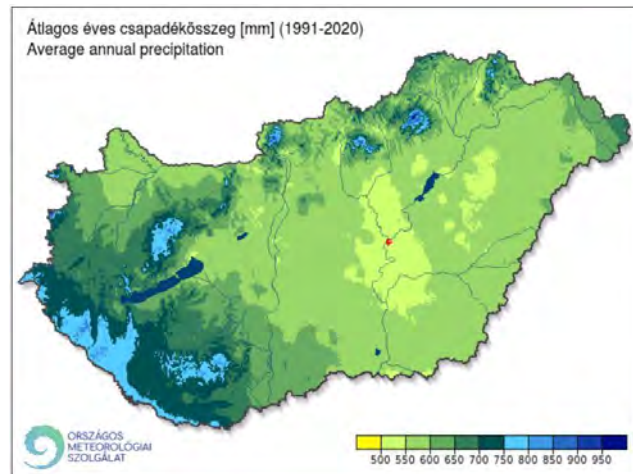 Átlagos éves csapadékösszeg [mm] (1991-2020)
Average annual precipitation
ORSZÁGOS
METEOROLÓGIAI
SZOLGÁLAT
500 550 600 650 700 750 800 850 900 950